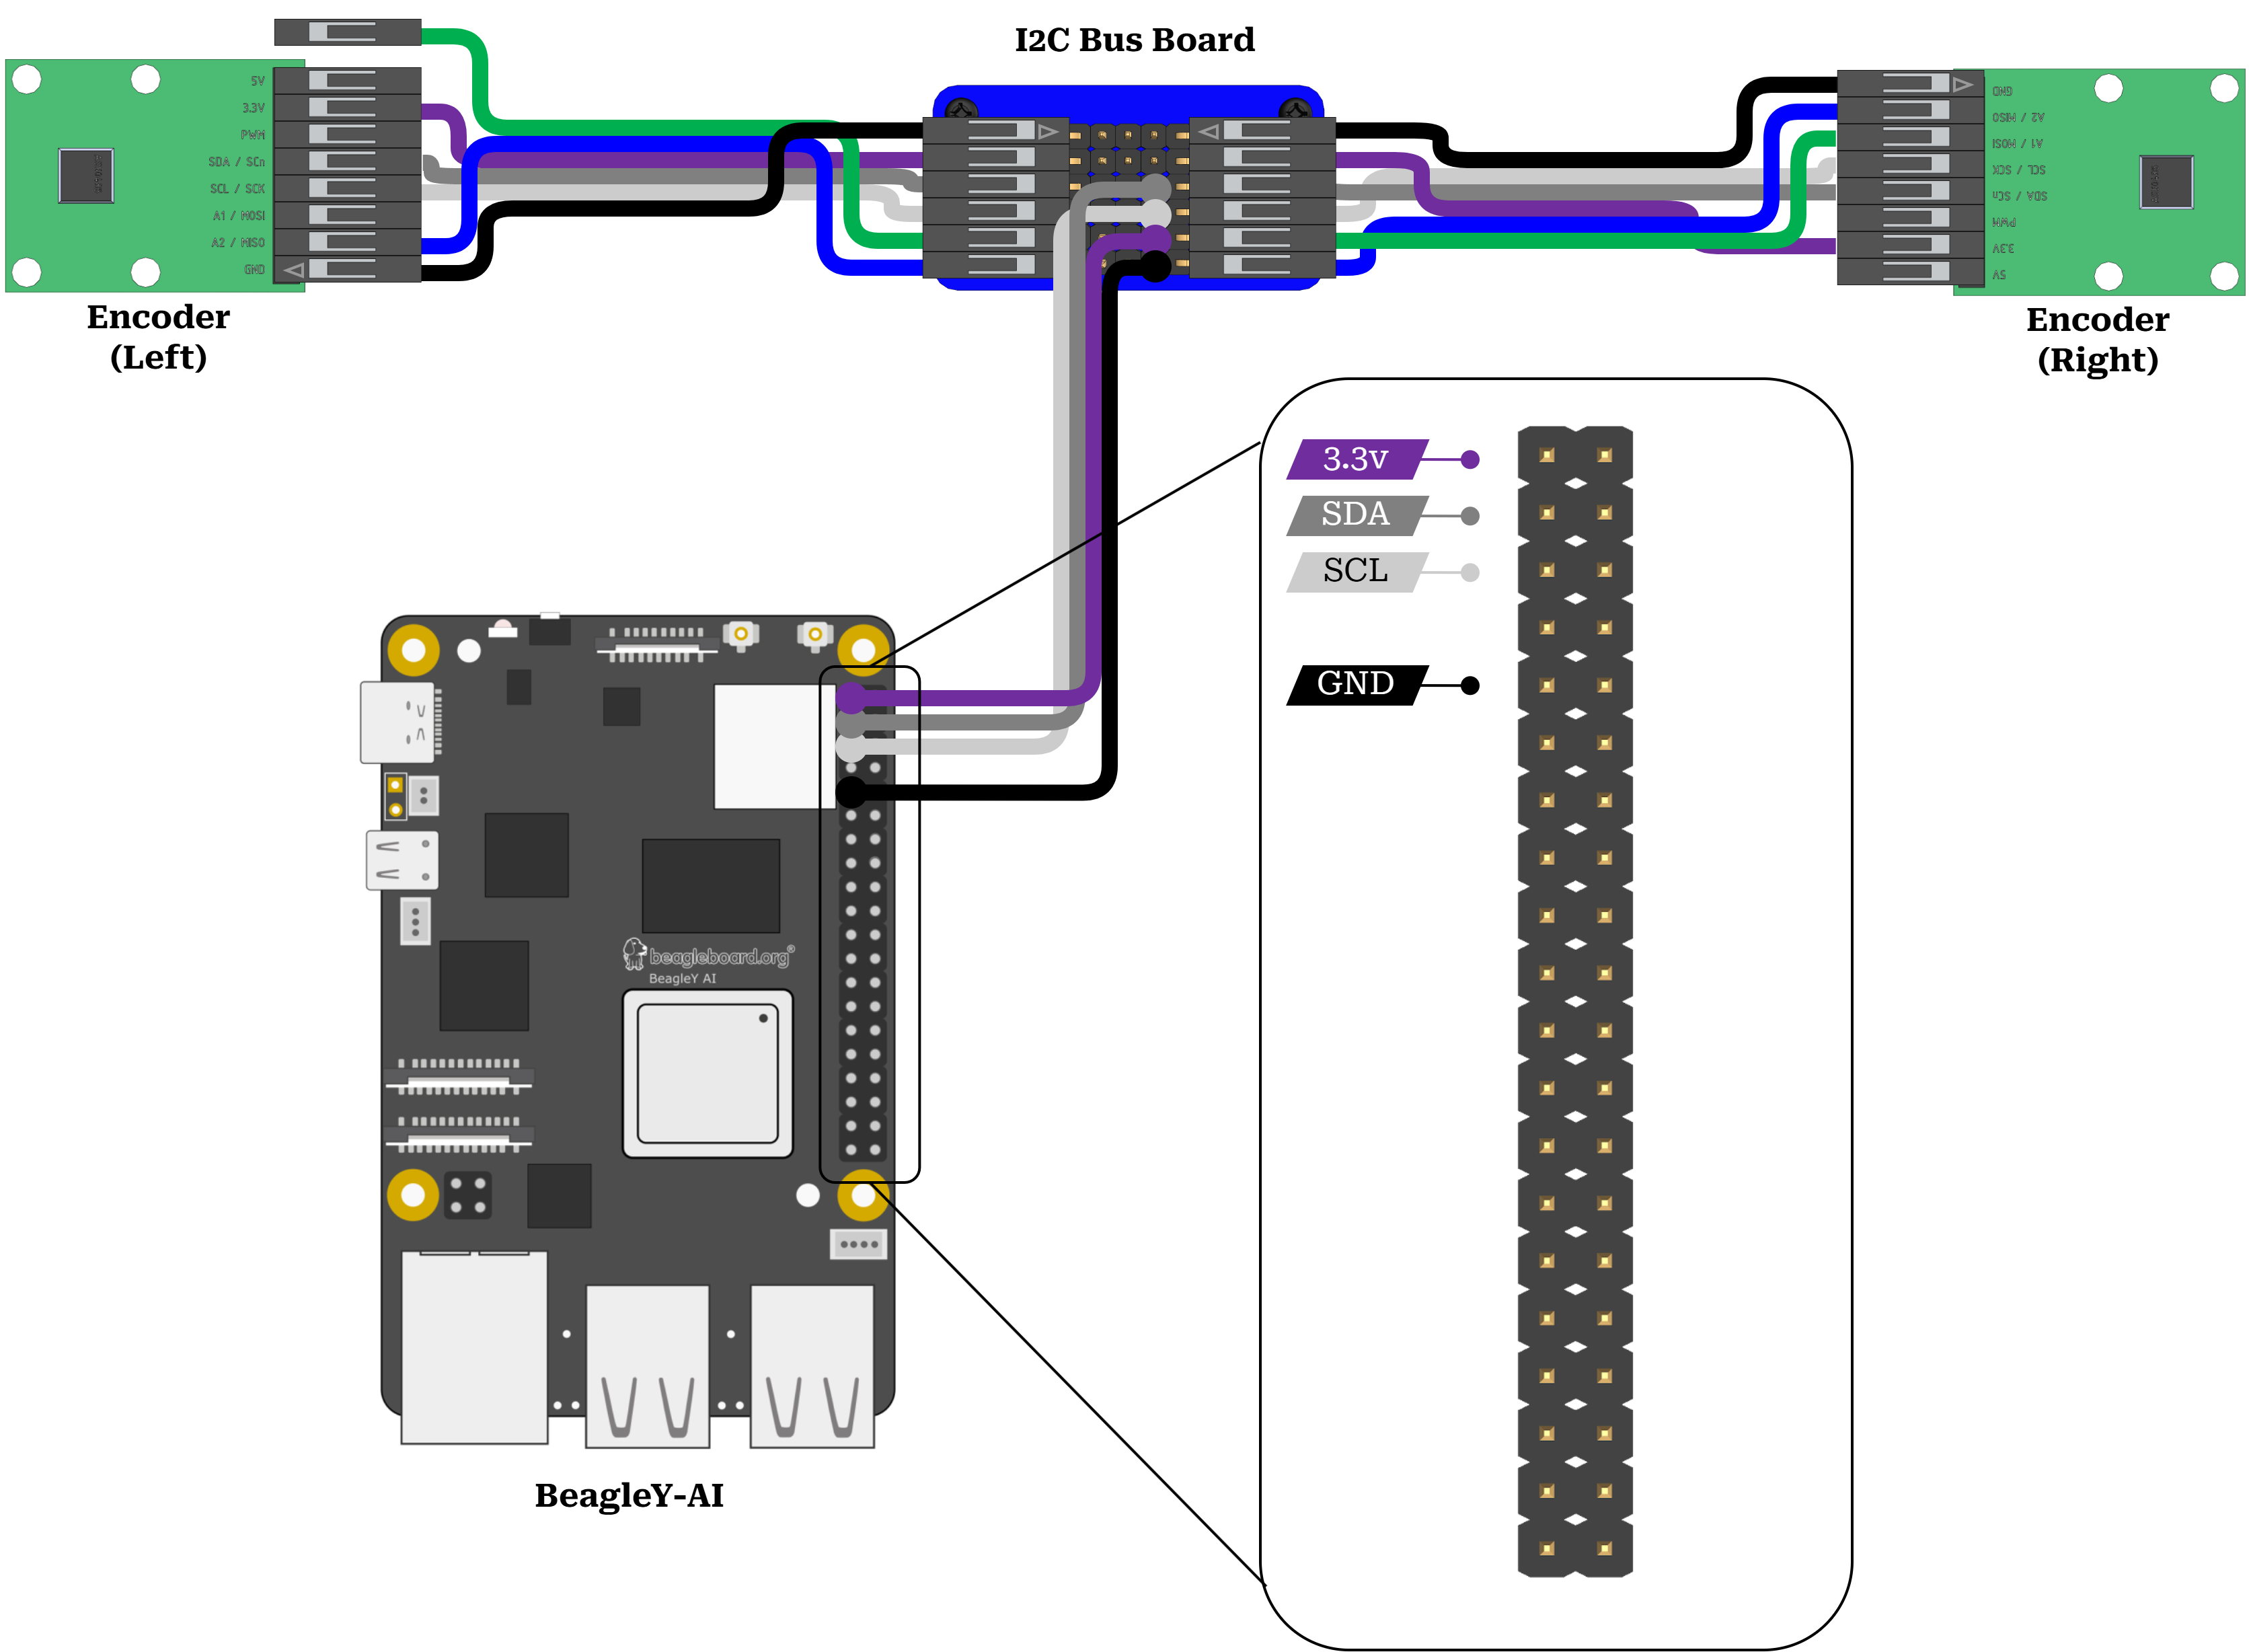 I2C Bus Board
5V
3.3V
PWM
SDA / SCn
SCL / SCK
A1 / MOSI
A2 / MISO
GND
Encoder
(Left)
GND
A2 / MISO
A1 / MOSI
SCL / SCK
SDA / SCn
PWM
3.3V
5V
Encoder
(Right)
3.3v
SDA
SCL
GND
beagleboard.org®
BeagleY AI
BeagleY-AI